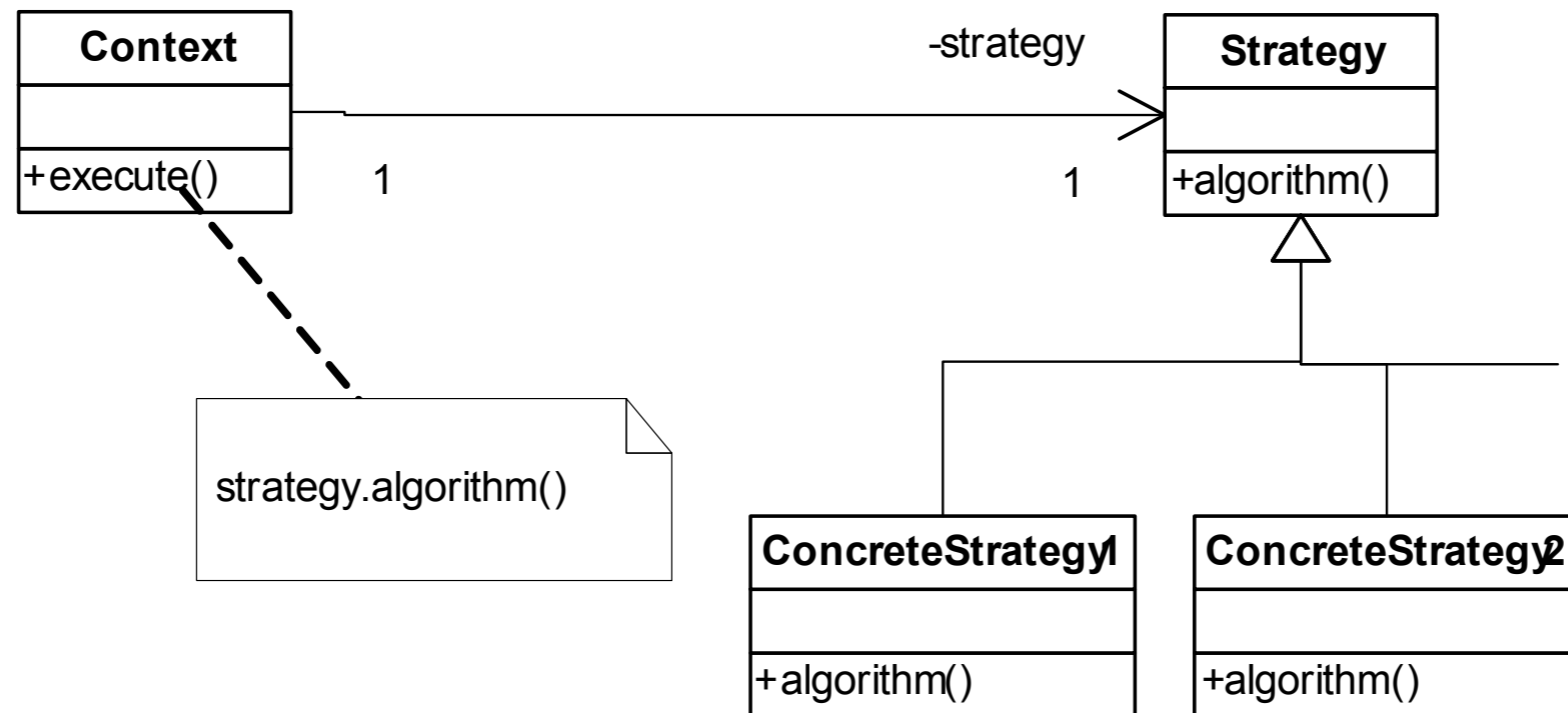 Context
-strategy
Strategy
+execute()
1
1
+algorithm()
strategy.algorithm()
ConcreteStrategy1
ConcreteStrategy2
+algorithm()
+algorithm()